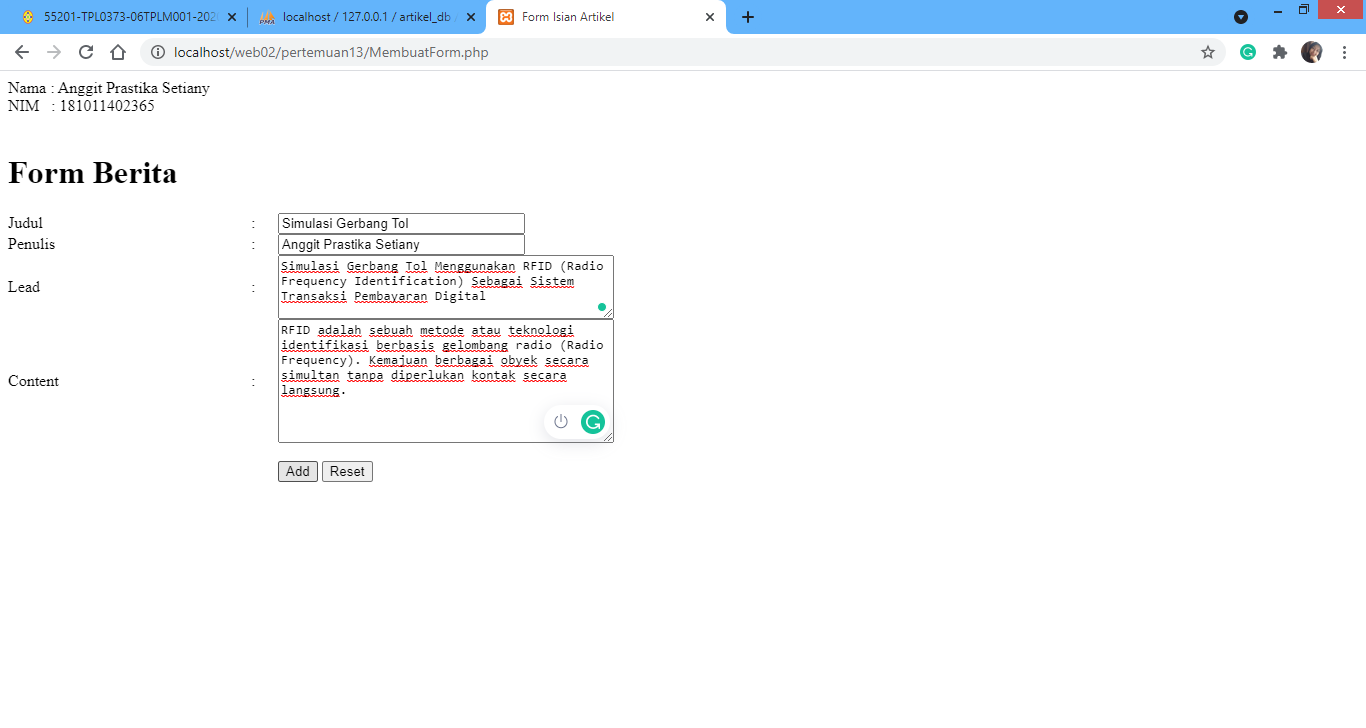 55201-TPL0373-06TPLM001-202
localhost / 127.0.0.1 / artikel_db /
Form Isian Artikel
localhost/web02/pertemuan13/MembuatForm.php
Nama : Anggit Prastika Setiany
NIM : 181011402365
Form Berita
Judul : Simulasi Gerbang Tol
Penulis : Anggit Prastika Setiany
Lead : Simulasi Gerbang Tol Menggunakan RFID (Radio
Frequency Identification) Sebagai Sistem
Transaksi Pembayaran Digital
Content : RFID adalah sebuah metode atau teknologi
identifikasi berbasis gelombang radio (Radio
Frequency). Kemajuan berbagai obyek secara
simultan tanpa diperlukan kontak secara
langsung.
Add Reset